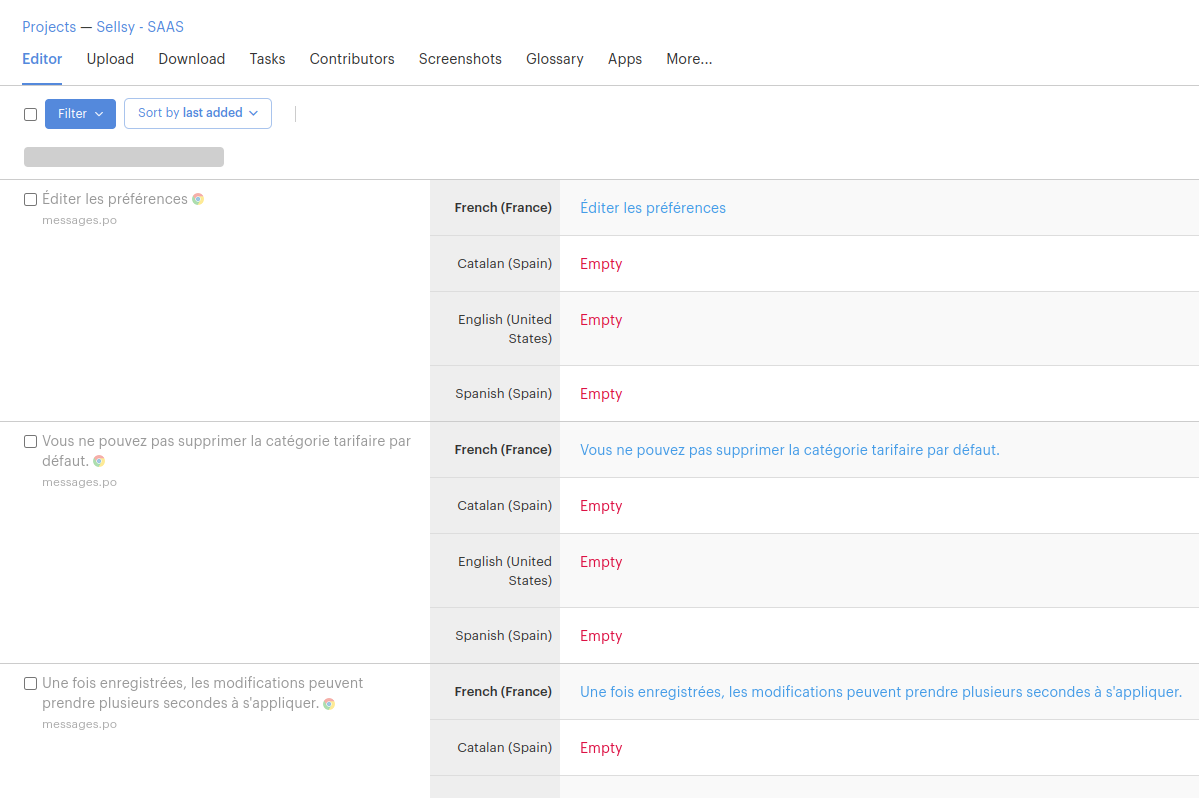 Projects — Sellsy - SAAS
Editor Upload Download Tasks Contributors Screenshots Glossary Apps More...
Filter Sort by last added
Éditer les préférences
messages.po
French (France) Éditer les préférences
Catalan (Spain) Empty
English (United
States)
Empty
Spanish (Spain) Empty
Vous ne pouvez pas supprimer la catégorie tarifaire par
défaut.
messages.po
French (France) Vous ne pouvez pas supprimer la catégorie tarifaire par défaut.
Catalan (Spain) Empty
English (United
States)
Empty
Spanish (Spain) Empty
Une fois enregistrées, les modifications peuvent
prendre plusieurs secondes à s'appliquer.
messages.po
French (France) Une fois enregistrées, les modifications peuvent prendre plusieurs secondes à s'appliquer.
Catalan (Spain) Empty